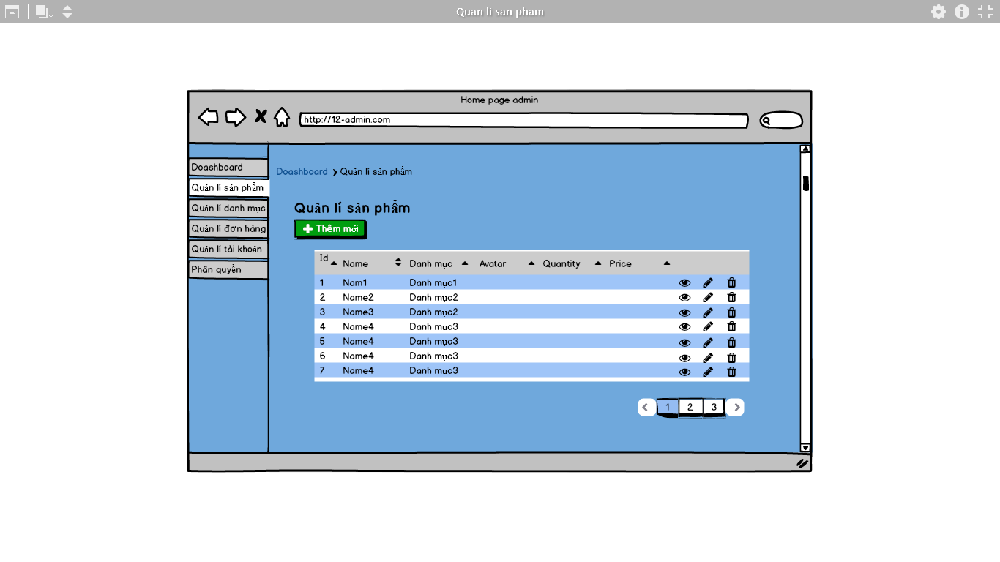 Quan li san pham
Home page admin
http://12-admin.com
Doashboard
Quản lí sản phẩm
Quản lí danh mục
Quản lí đơn hàng
Quản lí tài khoản
Phân quyền
Doashboard Quản lí sản phẩm
Quản lí sản phẩm
Thêm mới
Id Name Danh mục Avatar Quantity Price
1 Nam1 Danh mục1
2 Name2 Danh mục2
3 Name3 Danh mục2
4 Name4 Danh mục3
5 Name4 Danh mục3
6 Name4 Danh mục3
7 Name4 Danh mục3
1 2 3